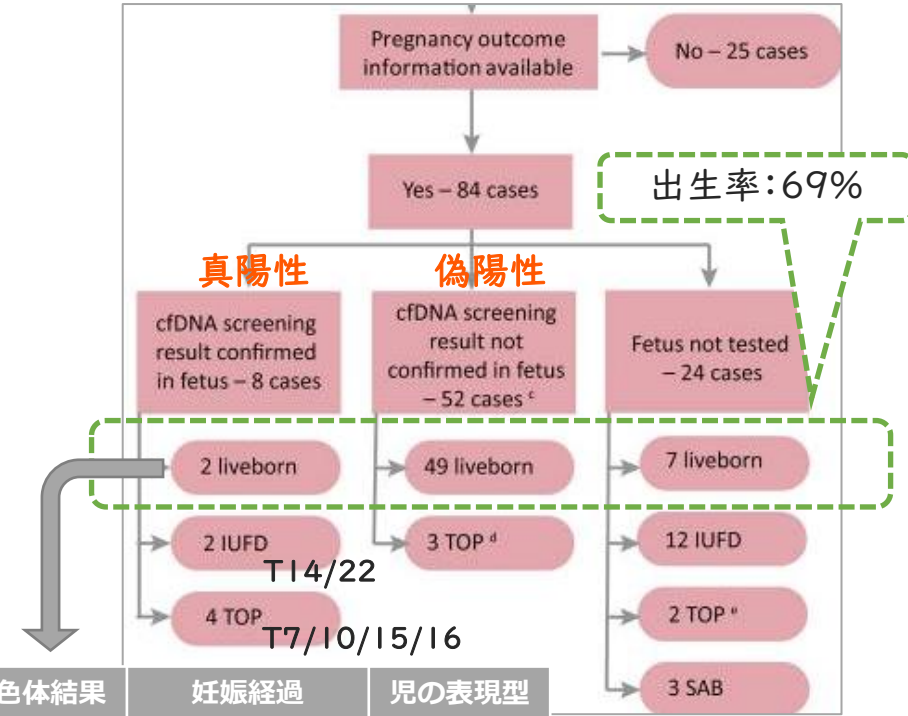 Pregnancy outcome
information available
No – 25 cases
Yes – 84 cases
出生率:69%
真陽性
偽陽性
cfDNA screening
result confirmed
in fetus – 8 cases
cfDNA screening
result not
confirmed in fetus
– 52 cases c
Fetus not tested
– 24 cases
2 liveborn
49 liveborn
7 liveborn
2 IUFD
T14/22
3 TOP d
12 IUFD
4 TOP
T7/10/15/16
2 TOP e
3 SAB
色体結果
妊娠経過
児の表現型